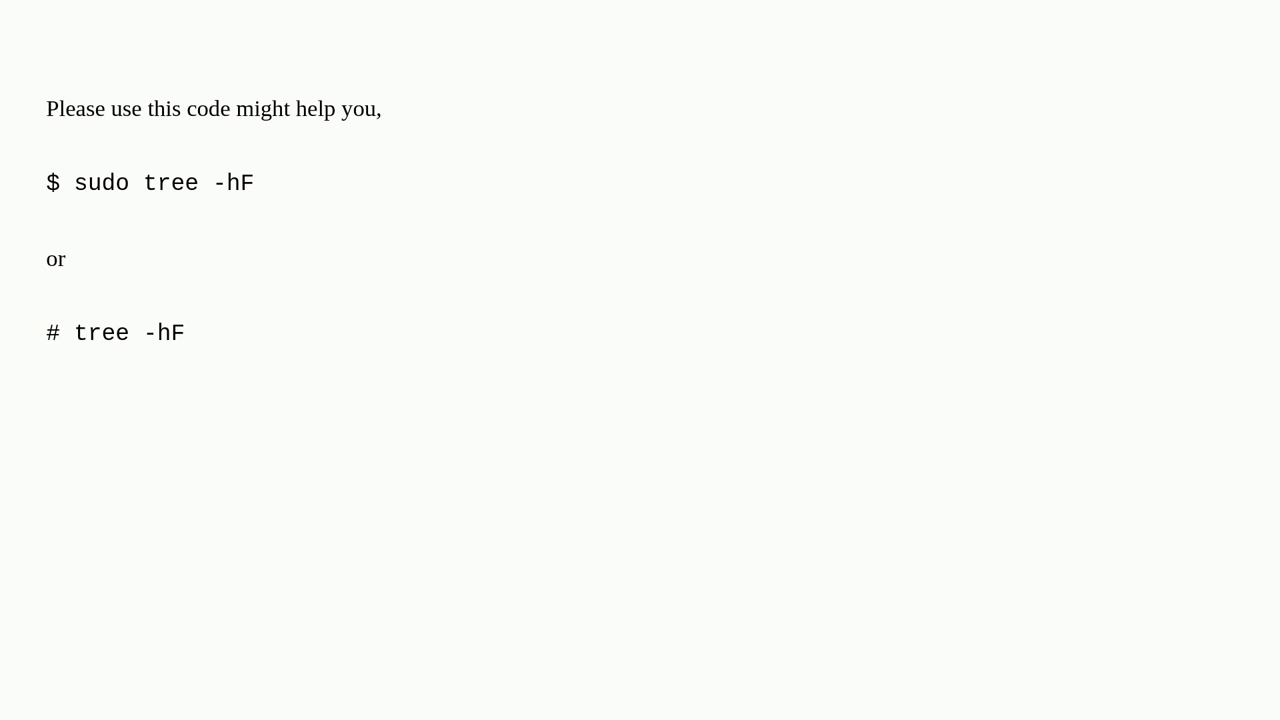 Please use this code might help you,
$ sudo tree -hF
or
# tree -hF